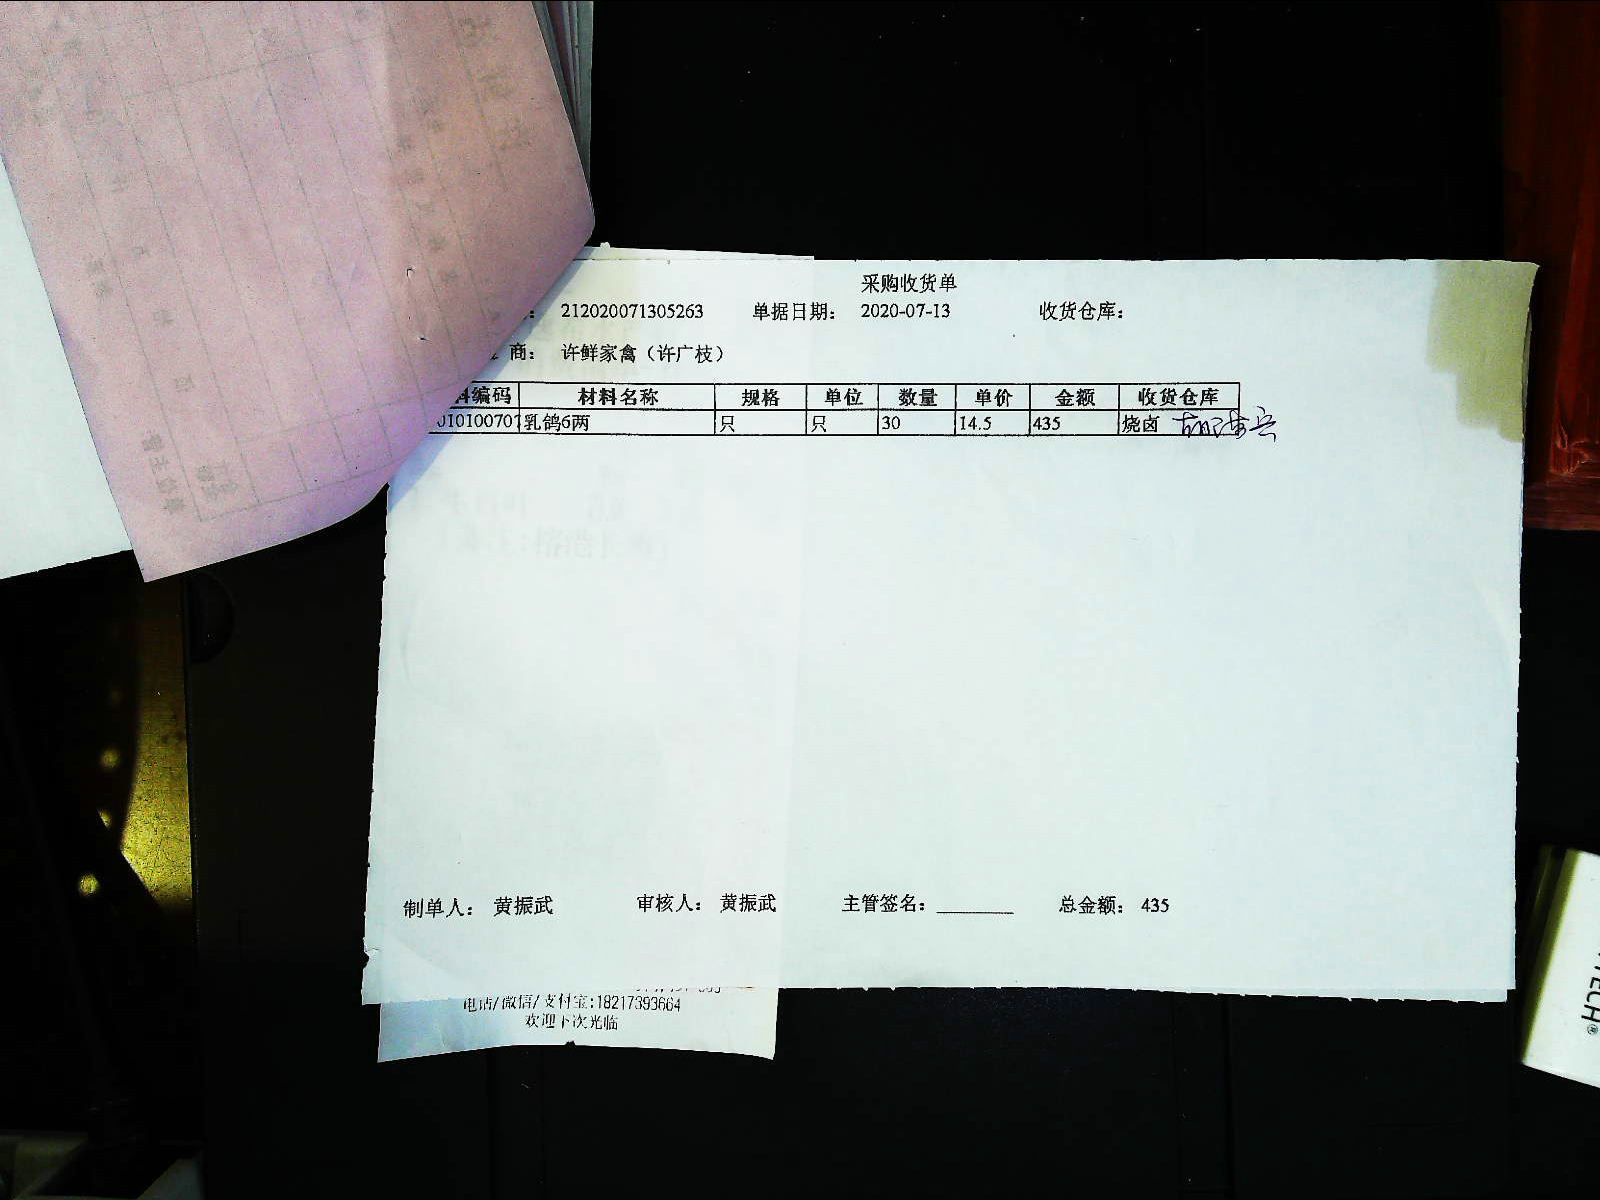 采购收货单
212020071305263 单据日期： 2020-07-13 收货仓库：
商： 许鲜家禽（许广枝）
编码 材料名称 规格 单位 数量 单价 金额 收货仓库
010100707 乳鸽6两 只 只 30 14.5 435 烧卤
制单人： 黄振武 审核人： 黄振武 主管签名：________ 总金额： 435
电话/微信/支付宝:18217393664
欢迎下次光临
TECH®